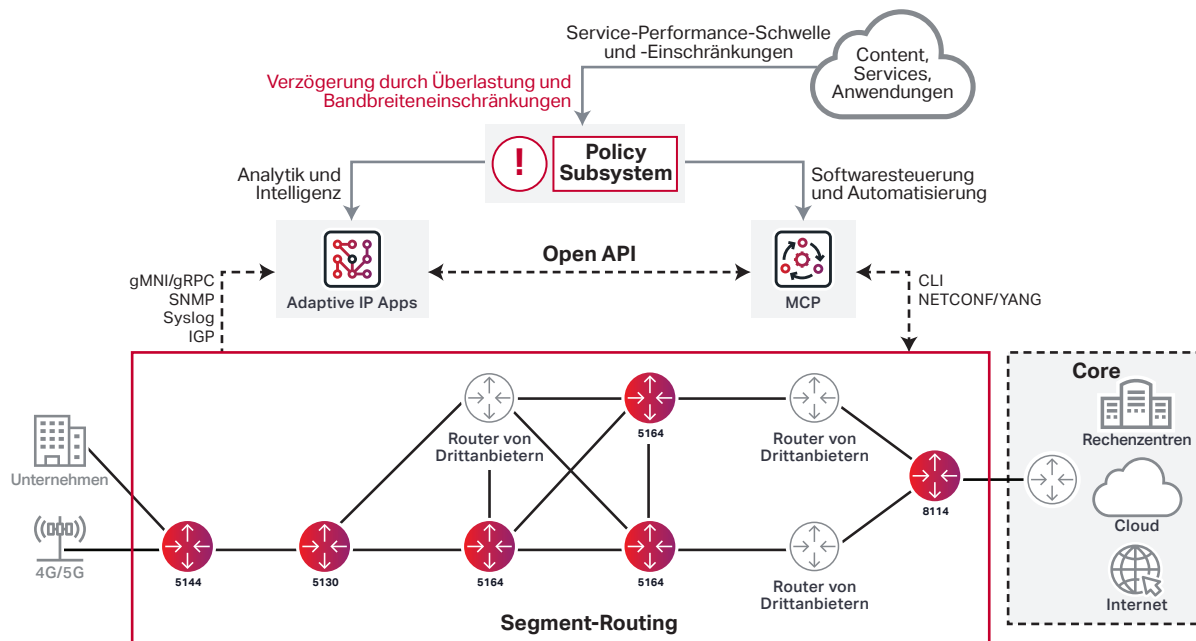 Service-Performance-Schwelle
und -Einschränkungen
Content,
Services,
Anwendungen
Verzögerung durch Überlastung und
Bandbreiteneinschränkungen
!
Policy
Subsystem
Analytik und
Intelligenz
Softwaresteuerung
und Automatisierung
Open API
gMNI/gRPC
SNMP
Syslog
IGP
Adaptive IP Apps
MCP
CLI
NETCONF/YANG
Core
Rechenzentren
Cloud
Internet
Unternehmen
4G/5G
Router von
Drittanbietern
5164
Router von
Drittanbietern
8114
5144
5130
5164
5164
Router von
Drittanbietern
Segment-Routing